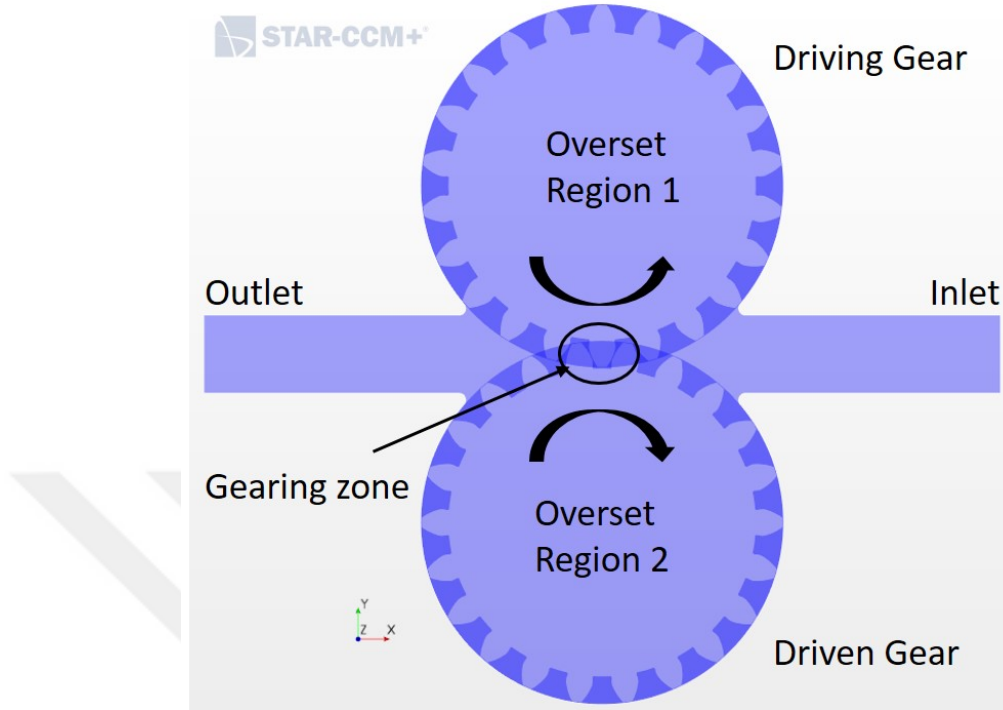 STAR-CCM+®
Driving Gear
Overset
Region 1
Outlet
Inlet
Gearing zone
Overset
Region 2
Y
Z
X
Driven Gear